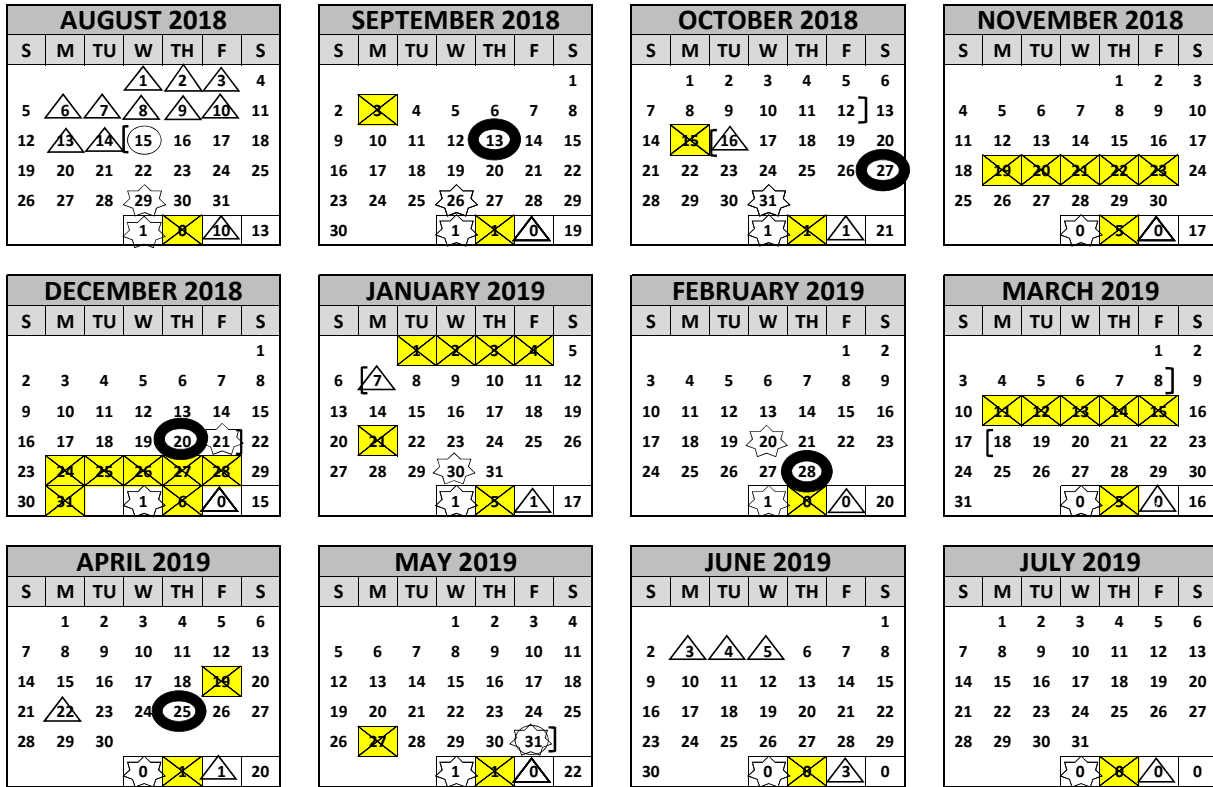 AUGUST 2018
S M TU W TH F S
1 2 3 4
5 6 7 8 9 10 11
12 13 14 [ 15 16 17 18
19 20 21 22 23 24 25
26 27 28 29 30 31
1 0 10 13
SEPTEMBER 2018
S M TU W TH F S
1
2 3 4 5 6 7 8
9 10 11 12 13 14 15
16 17 18 19 20 21 22
23 24 25 26 27 28 29
30 1 1 0 19
OCTOBER 2018
S M TU W TH F S
1 2 3 4 5 6
7 8 9 10 11 12 ] 13
14 15 [ 16 17 18 19 20
21 22 23 24 25 26 27
28 29 30 31
1 1 1 21
NOVEMBER 2018
S M TU W TH F S
1 2 3
4 5 6 7 8 9 10
11 12 13 14 15 16 17
18 19 20 21 22 23 24
25 26 27 28 29 30
0 5 0 17
DECEMBER 2018
S M TU W TH F S
1
2 3 4 5 6 7 8
9 10 11 12 13 14 15
16 17 18 19 20 21 ] 22
23 24 25 26 27 28 29
30 31 1 6 0 15
JANUARY 2019
S M TU W TH F S
1 2 3 4 5
6 [ 7 8 9 10 11 12
13 14 15 16 17 18 19
20 21 22 23 24 25 26
27 28 29 30 31
1 5 1 17
FEBRUARY 2019
S M TU W TH F S
1 2
3 4 5 6 7 8 9
10 11 12 13 14 15 16
17 18 19 20 21 22 23
24 25 26 27 28
1 0 0 20
MARCH 2019
S M TU W TH F S
1 2
3 4 5 6 7 8 ] 9
10 11 12 13 14 15 16
17 [ 18 19 20 21 22 23
24 25 26 27 28 29 30
31 0 5 0 16
APRIL 2019
S M TU W TH F S
1 2 3 4 5 6
7 8 9 10 11 12 13
14 15 16 17 18 19 20
21 22 23 24 25 26 27
28 29 30
0 1 1 20
MAY 2019
S M TU W TH F S
1 2 3 4
5 6 7 8 9 10 11
12 13 14 15 16 17 18
19 20 21 22 23 24 25
26 27 28 29 30 31 ]
1 1 0 22
JUNE 2019
S M TU W TH F S
1
2 3 4 5 6 7 8
9 10 11 12 13 14 15
16 17 18 19 20 21 22
23 24 25 26 27 28 29
30 0 0 3 0
JULY 2019
S M TU W TH F S
1 2 3 4 5 6
7 8 9 10 11 12 13
14 15 16 17 18 19 20
21 22 23 24 25 26 27
28 29 30 31
0 0 0 0